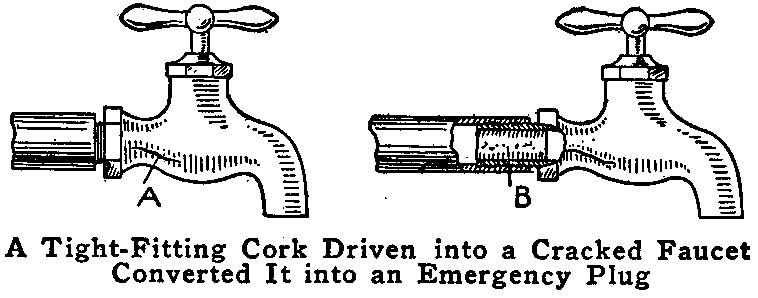 A
B
A Tight-Fitting Cork Driven into a Cracked Faucet
Converted It into an Emergency Plug